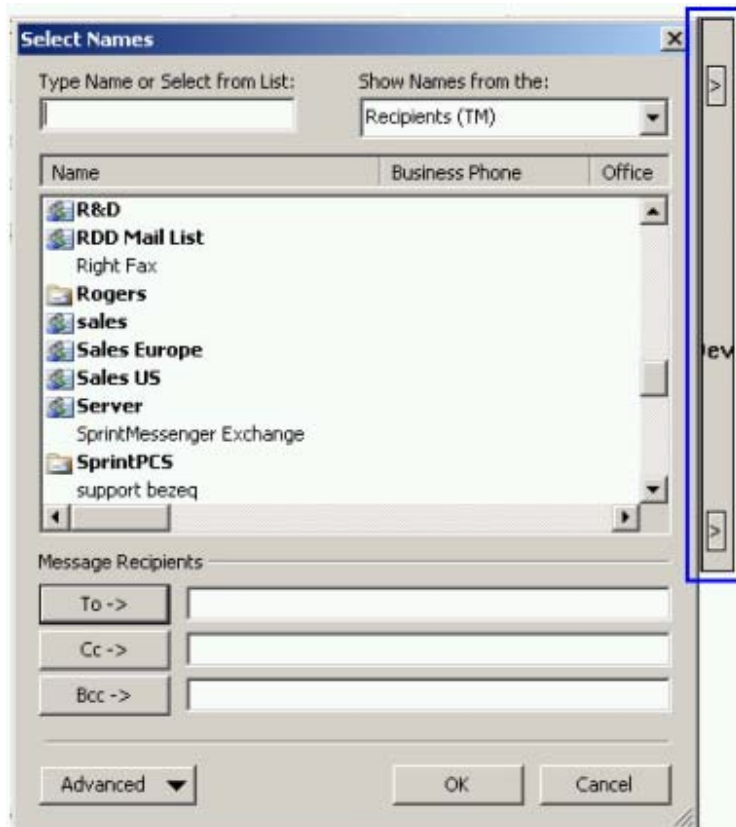 Select Names
Type Name or Select from List:
Show Names from the:
Recipients (TM)
Name Business Phone Office
R&D
RDD Mail List
Right Fax
Rogers
sales
Sales Europe
Sales US
Server
SprintMessenger Exchange
SprintPCS
support bezeq
Message Recipients
To ->
Cc ->
Bcc ->
Advanced
OK
Cancel
>
>